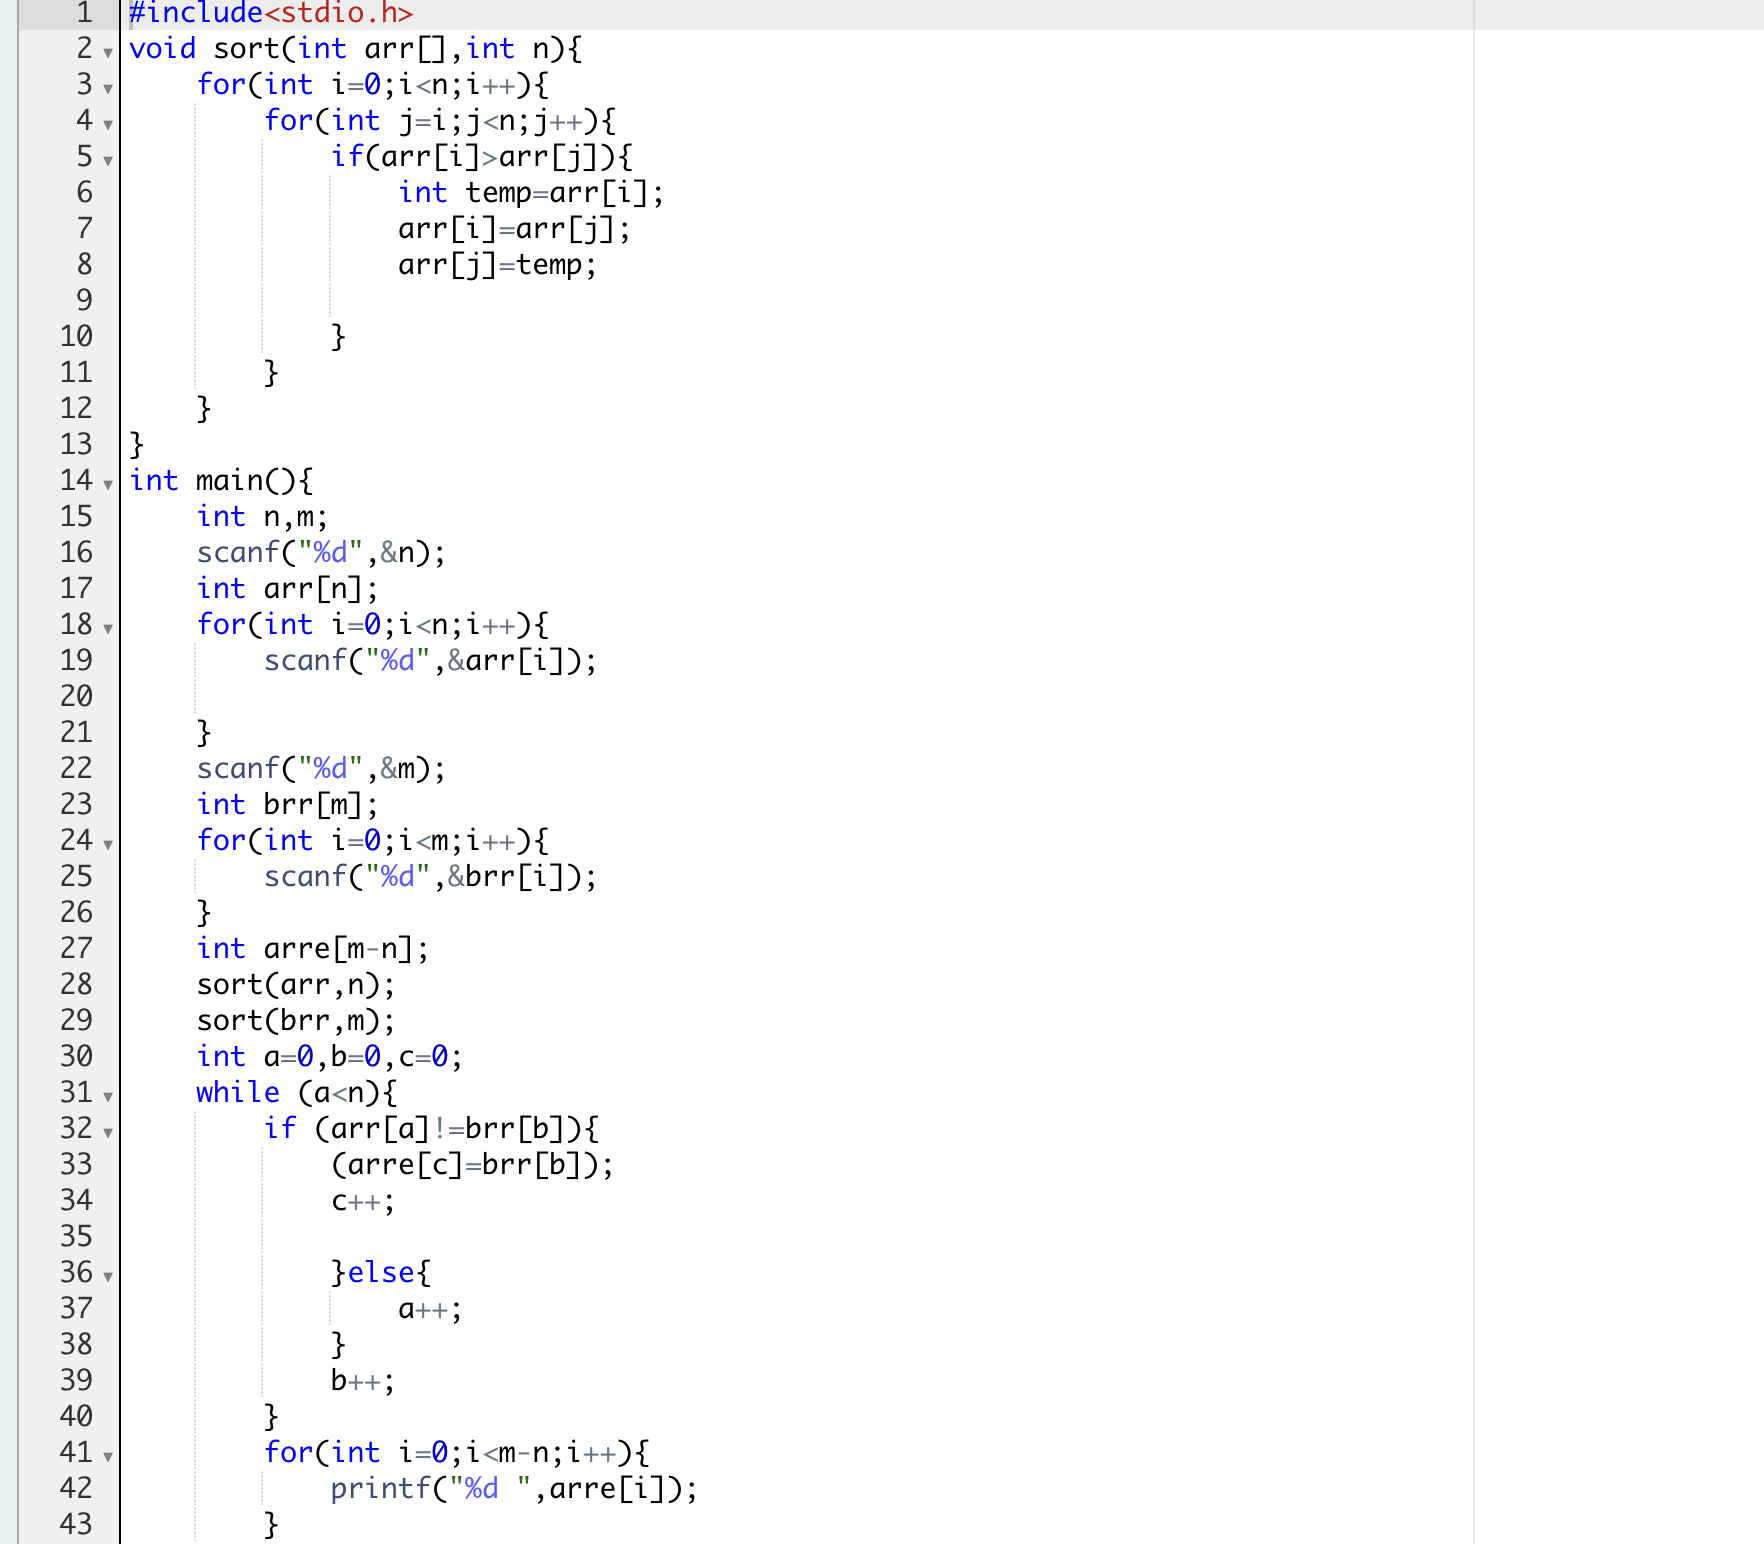 1 #include<stdio.h>
2 void sort(int arr[],int n){
3     for(int i=0;i<n;i++){
4         for(int j=i;j<n;j++){
5             if(arr[i]>arr[j]){
6                 int temp=arr[i];
7                 arr[i]=arr[j];
8                 arr[j]=temp;
9
10             }
11         }
12     }
13 }
14 int main(){
15     int n,m;
16     scanf("%d",&n);
17     int arr[n];
18     for(int i=0;i<n;i++){
19         scanf("%d",&arr[i]);
20
21     }
22     scanf("%d",&m);
23     int brr[m];
24     for(int i=0;i<m;i++){
25         scanf("%d",&brr[i]);
26     }
27     int arre[m-n];
28     sort(arr,n);
29     sort(brr,m);
30     int a=0,b=0,c=0;
31     while (a<n){
32         if (arr[a]!=brr[b]){
33             (arre[c]=brr[b]);
34             c++;
35
36             }else{
37                 a++;
38             }
39             b++;
40         }
41         for(int i=0;i<m-n;i++){
42             printf("%d ",arre[i]);
43         }